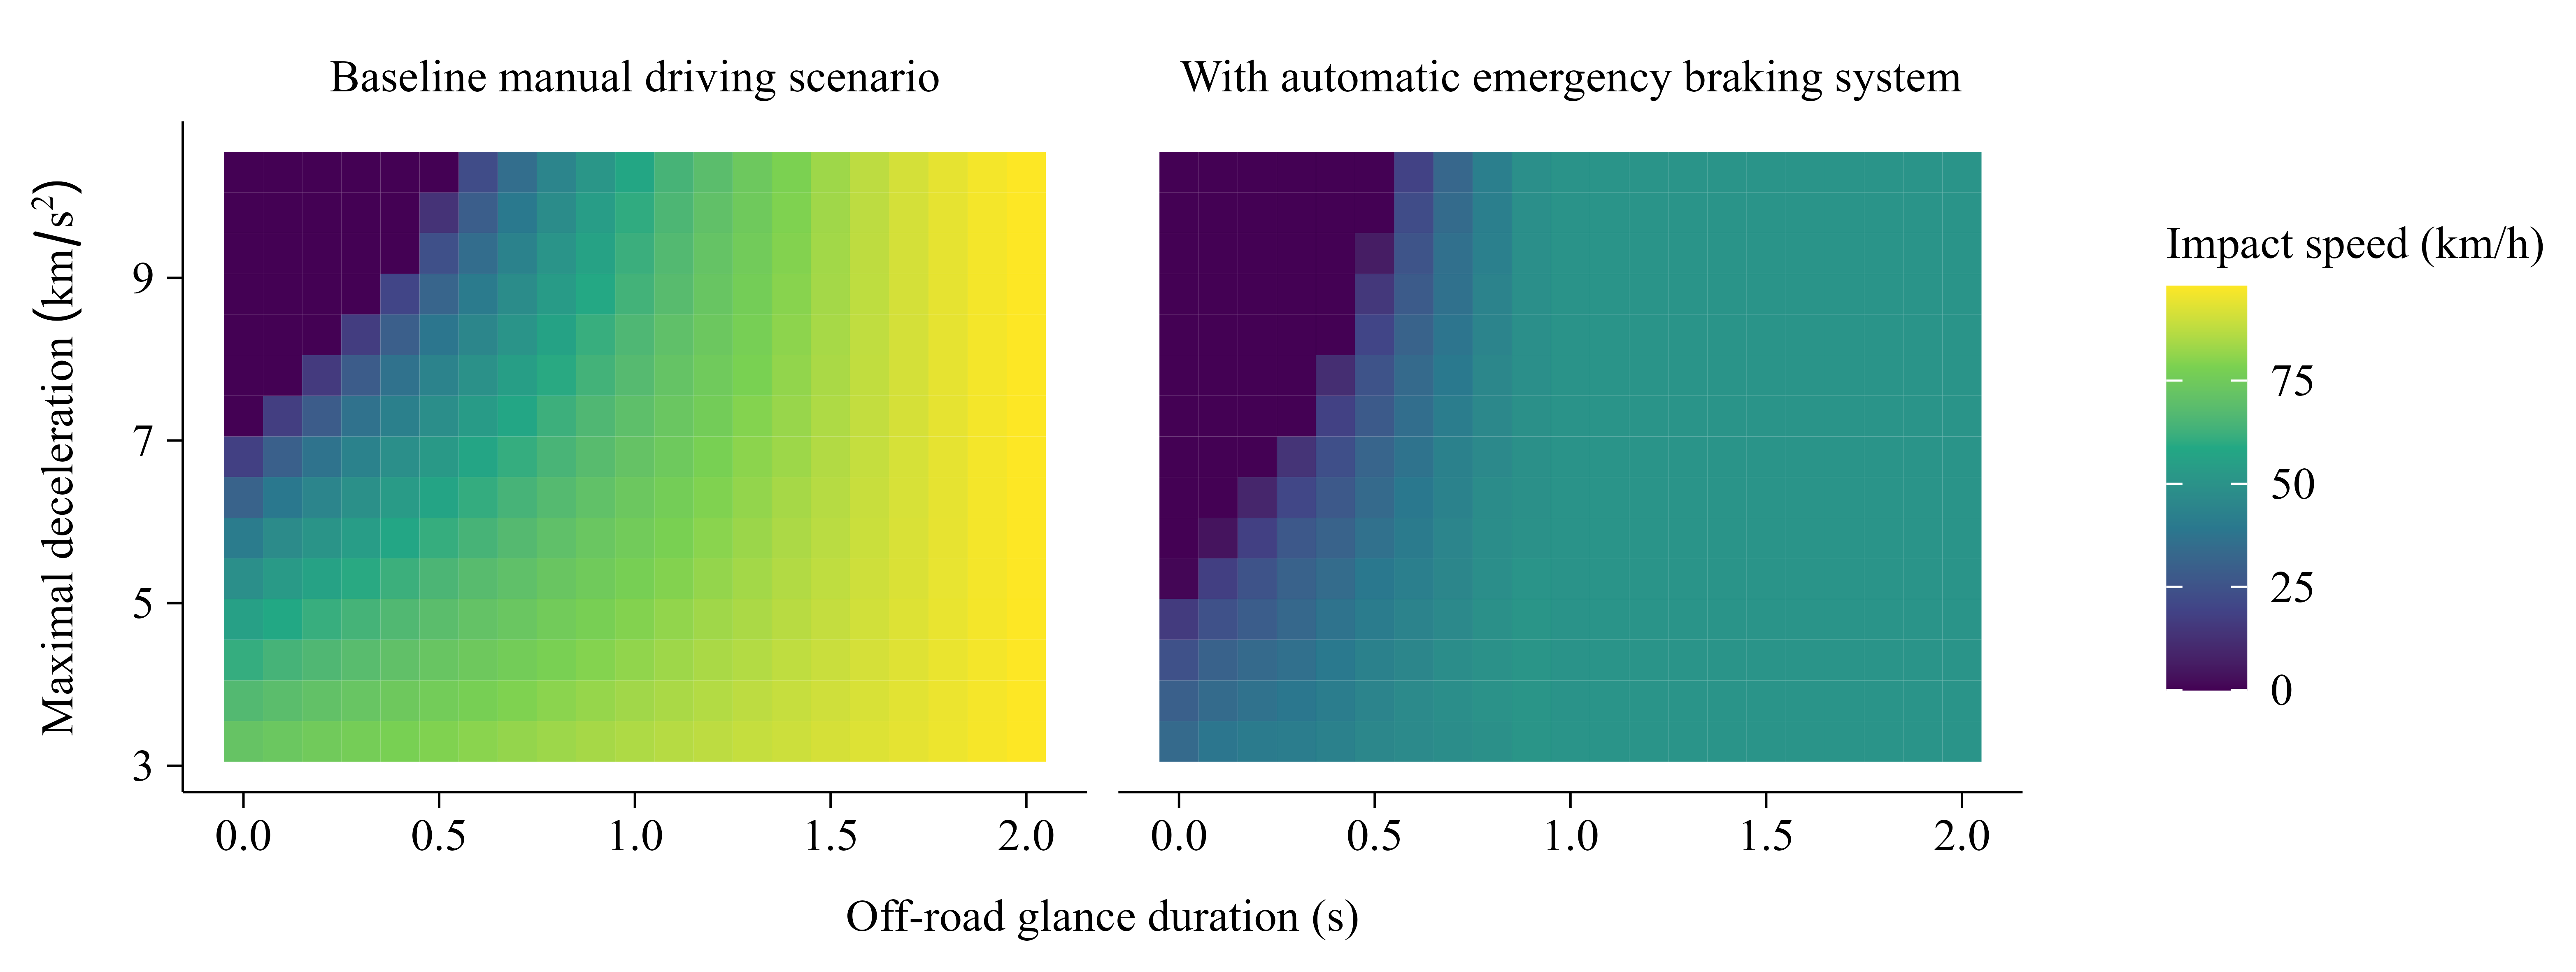 Baseline manual driving scenario
With automatic emergency braking system
Maximal deceleration (km/s²)
9
7
5
3
0.0 0.5 1.0 1.5 2.0
0.0 0.5 1.0 1.5 2.0
Off-road glance duration (s)
Impact speed (km/h)
75
50
25
0